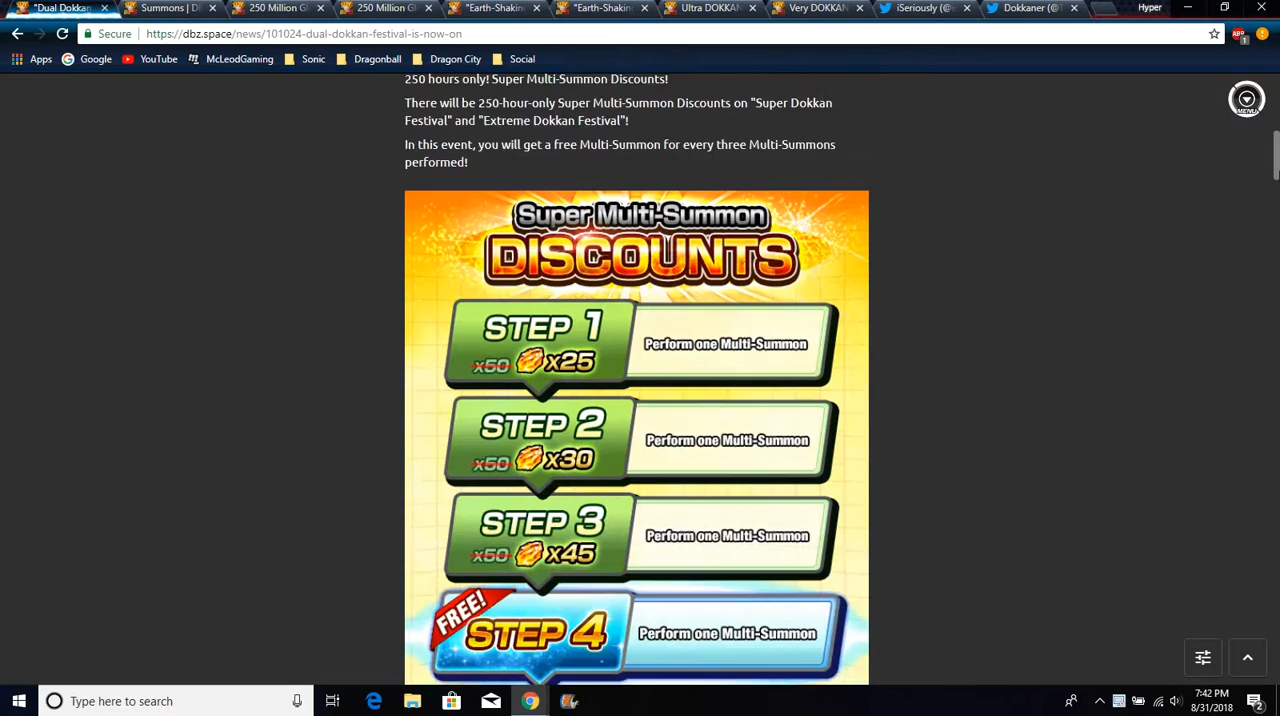 "Dual Dokkan
Summons | D
250 Million Gl
250 Million Gl
"Earth-Shakin
"Earth-Shakin
Ultra DOKKAN
Very DOKKAN
iSeriously (@s
Dokkaner (@T
Hyper
Secure
https://dbz.space/news/101024-dual-dokkan-festival-is-now-on
ABP
1
Apps
Google
YouTube
McLeodGaming
Sonic
Dragonball
Dragon City
Social
250 hours only! Super Multi-Summon Discounts!
There will be 250-hour-only Super Multi-Summon Discounts on "Super Dokkan
Festival" and "Extreme Dokkan Festival"!
In this event, you will get a free Multi-Summon for every three Multi-Summons
performed!
MENU
Super Multi-Summon
DISCOUNTS
STEP 1
x50 x25
Perform one Multi-Summon
STEP 2
x50 x30
Perform one Multi-Summon
STEP 3
x50 x45
Perform one Multi-Summon
FREE!
STEP 4
Perform one Multi-Summon
Type here to search
7:42 PM
8/31/2018
2